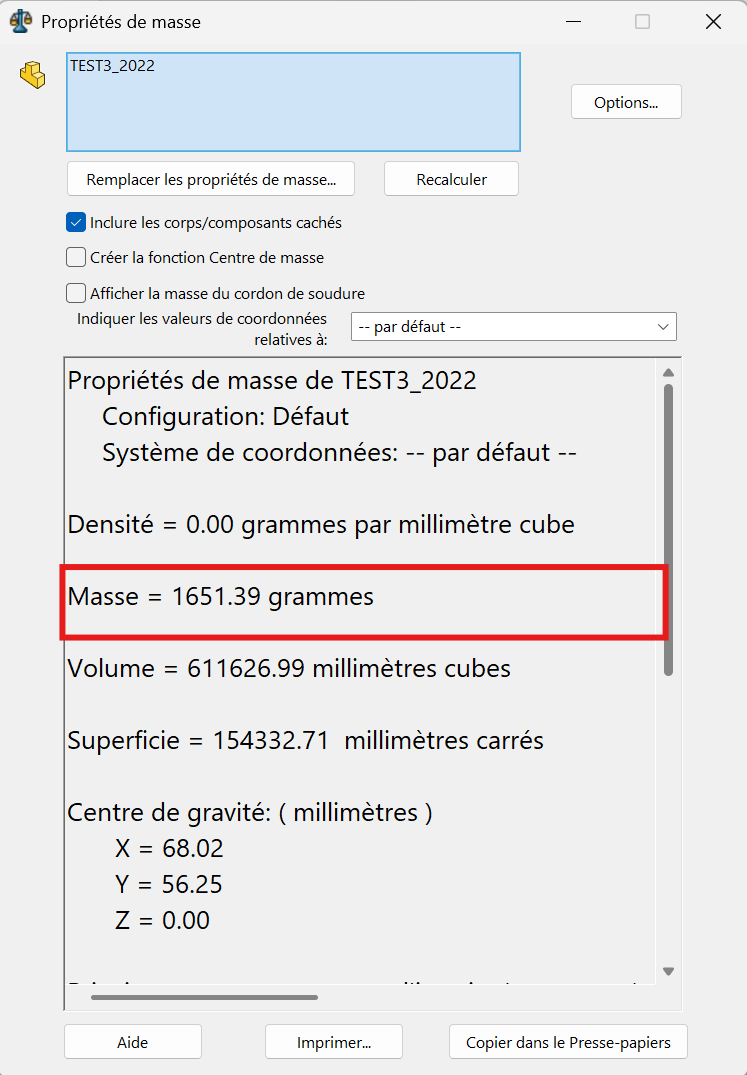 Propriétés de masse
TEST3_2022
Options...
Remplacer les propriétés de masse...
Recalculer
Inclure les corps/composants cachés
Créer la fonction Centre de masse
Afficher la masse du cordon de soudure
Indiquer les valeurs de coordonnées
relatives à:
-- par défaut --
Propriétés de masse de TEST3_2022
Configuration: Défaut
Système de coordonnées: -- par défaut --
Densité = 0.00 grammes par millimètre cube
Masse = 1651.39 grammes
Volume = 611626.99 millimètres cubes
Superficie = 154332.71  millimètres carrés
Centre de gravité: ( millimètres )
X = 68.02
Y = 56.25
Z = 0.00
Aide
Imprimer...
Copier dans le Presse-papiers